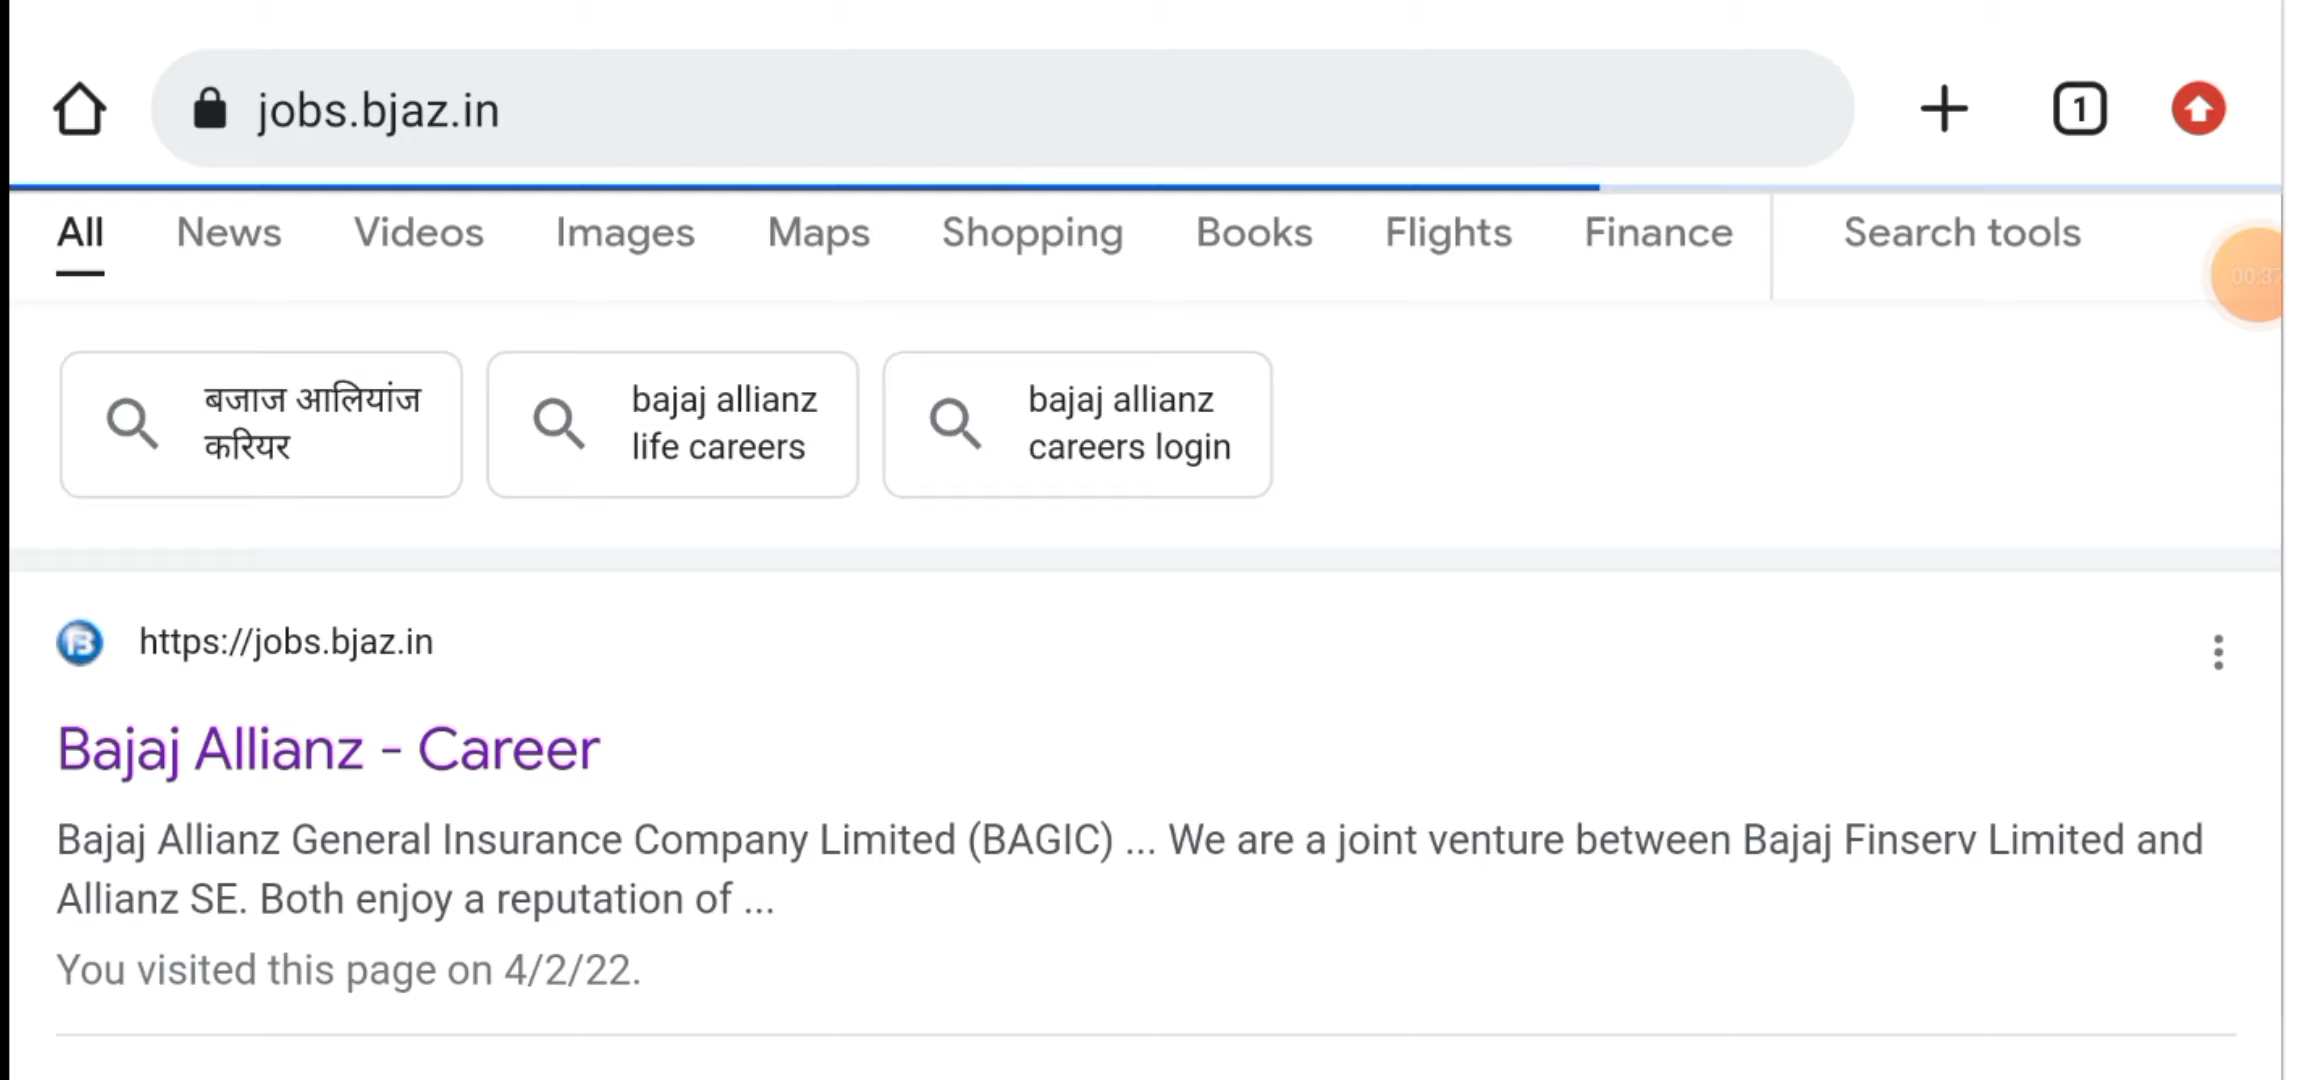 jobs.bjaz.in
1
All News Videos Images Maps Shopping Books Flights Finance Search tools
00:37
बजाज आलियांज
करियर
bajaj allianz
life careers
bajaj allianz
careers login
https://jobs.bjaz.in
Bajaj Allianz - Career
Bajaj Allianz General Insurance Company Limited (BAGIC) ... We are a joint venture between Bajaj Finserv Limited and
Allianz SE. Both enjoy a reputation of ...
You visited this page on 4/2/22.